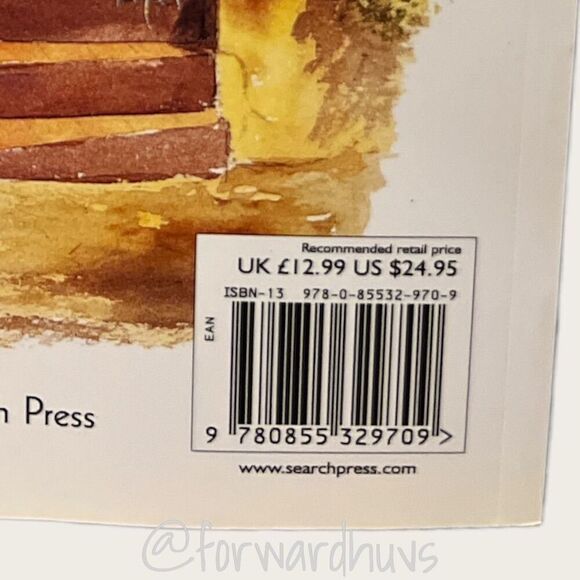 Recommended retail price
UK £12.99 US $24.95
ISBN-13 978-0-85532-970-9
EAN
9 780855 329709 >
n Press
www.searchpress.com
@forwardhuvs